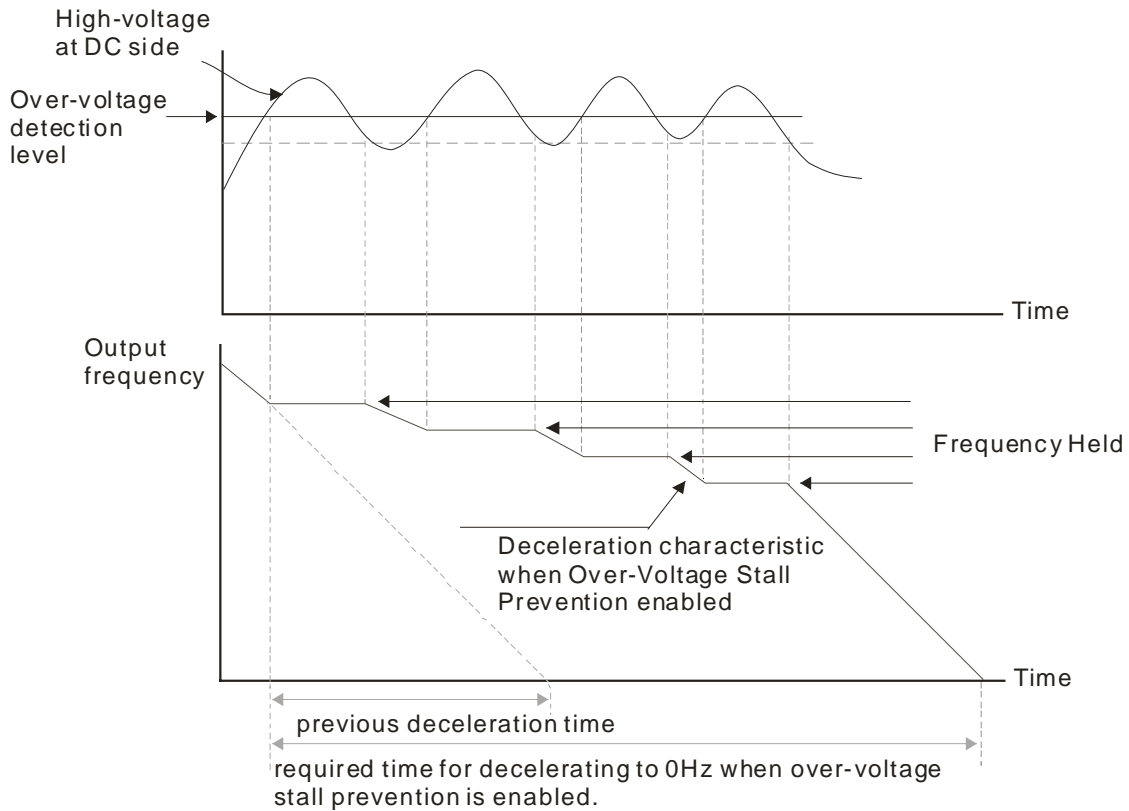 High-voltage
at DC side
Over-voltage
detection
level
Time
Output
frequency
Frequency Held
Deceleration characteristic
when Over-Voltage Stall
Prevention enabled
Time
previous deceleration time
required time for decelerating to 0Hz when over-voltage
stall prevention is enabled.